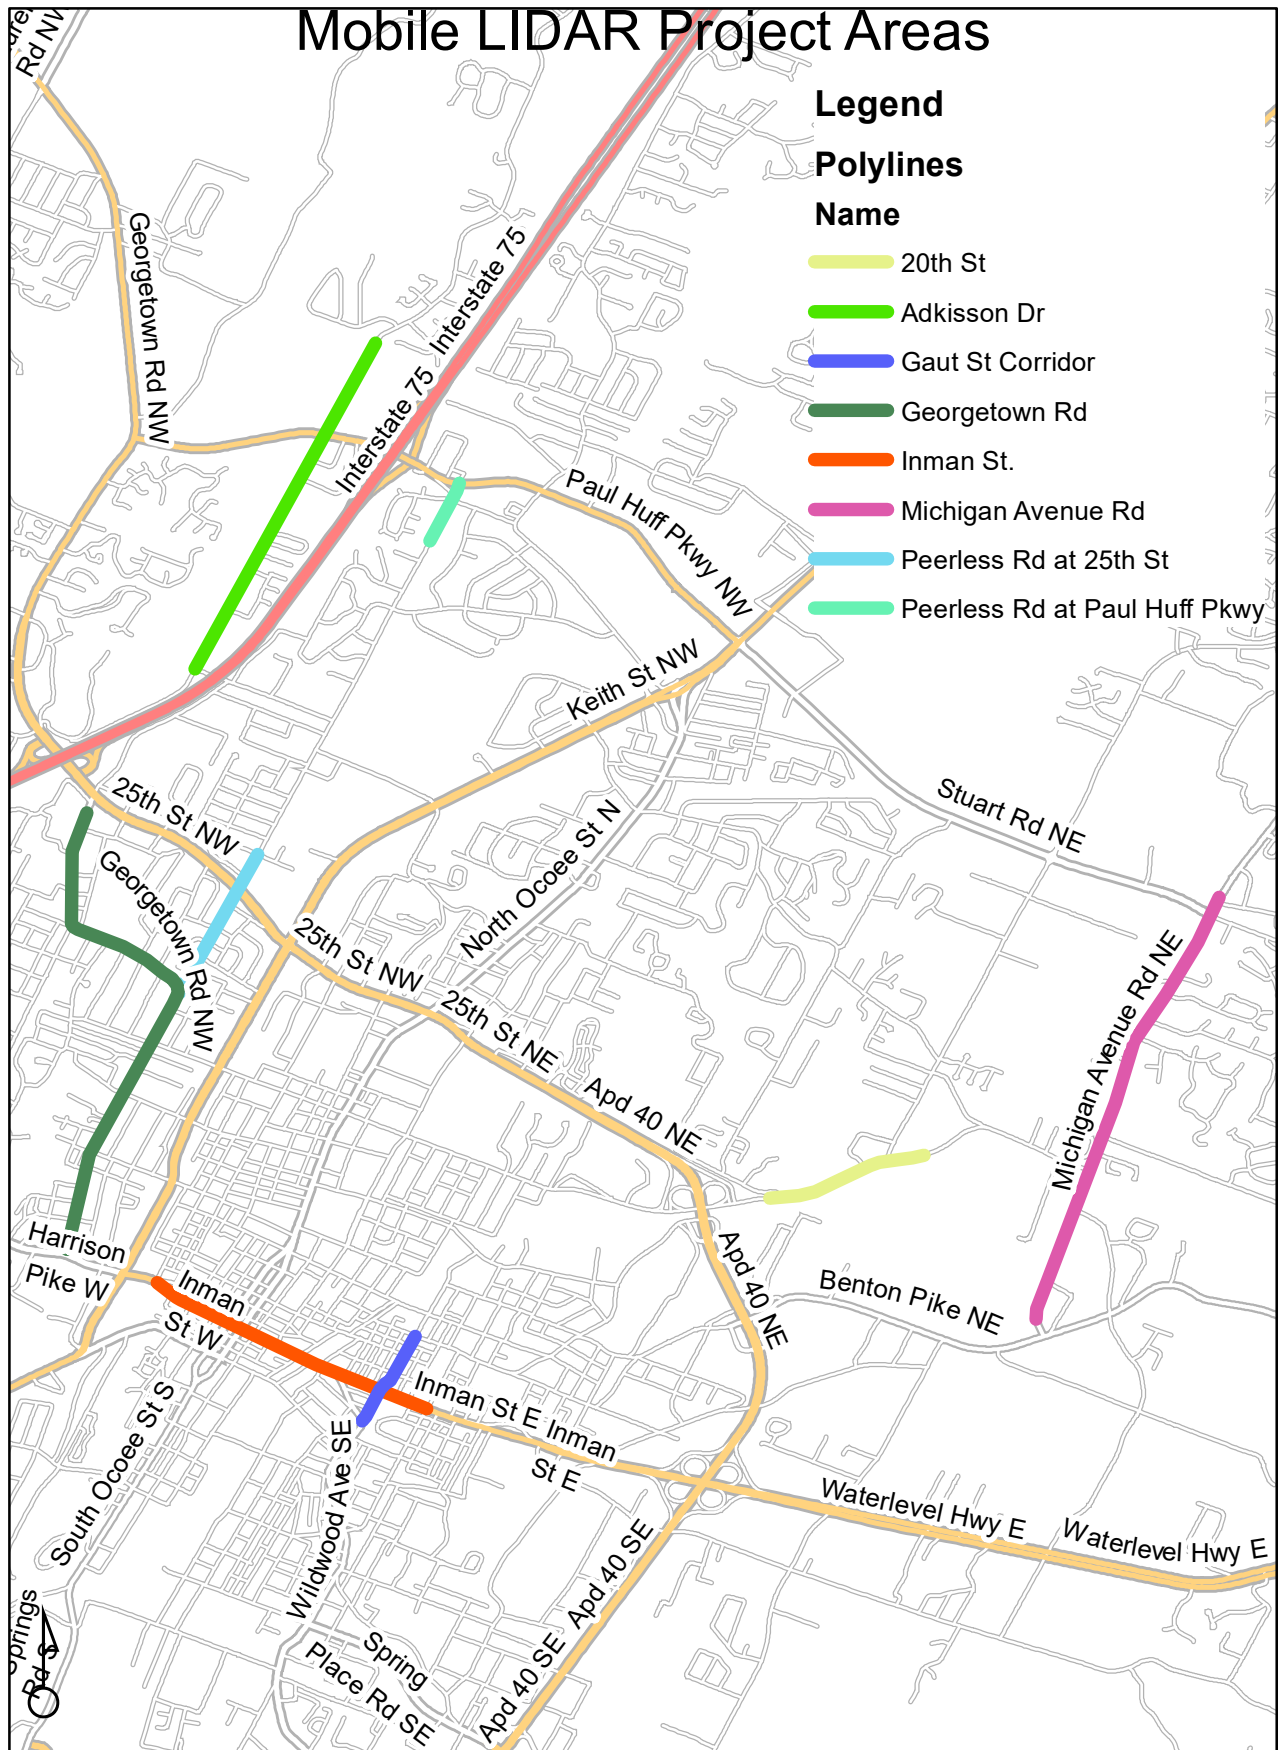 Mobile LIDAR Project Areas
Rd NW
Legend
Polylines
Name
20th St
Adkisson Dr
Gaut St Corridor
Georgetown Rd
Inman St.
Michigan Avenue Rd
Peerless Rd at 25th St
Peerless Rd at Paul Huff Pkwy
Georgetown Rd NW
Interstate 75
Interstate 75
Paul Huff Pkwy NW
Keith St NW
25th St NW
Georgetown Rd NW
North Ocoee St N
Stuart Rd NE
25th St NW
25th St NE
Apd 40 NE
Michigan Avenue Rd NE
Harrison
Pike W
Inman
St W
Apd 40 NE
Benton Pike NE
Inman St E
Inman
St E
South Ocoee St S
Wildwood Ave SE
Waterlevel Hwy E
Waterlevel Hwy E
Apd 40 SE
Springs
Rd S
Spring
Place Rd SE
Apd 40 SE